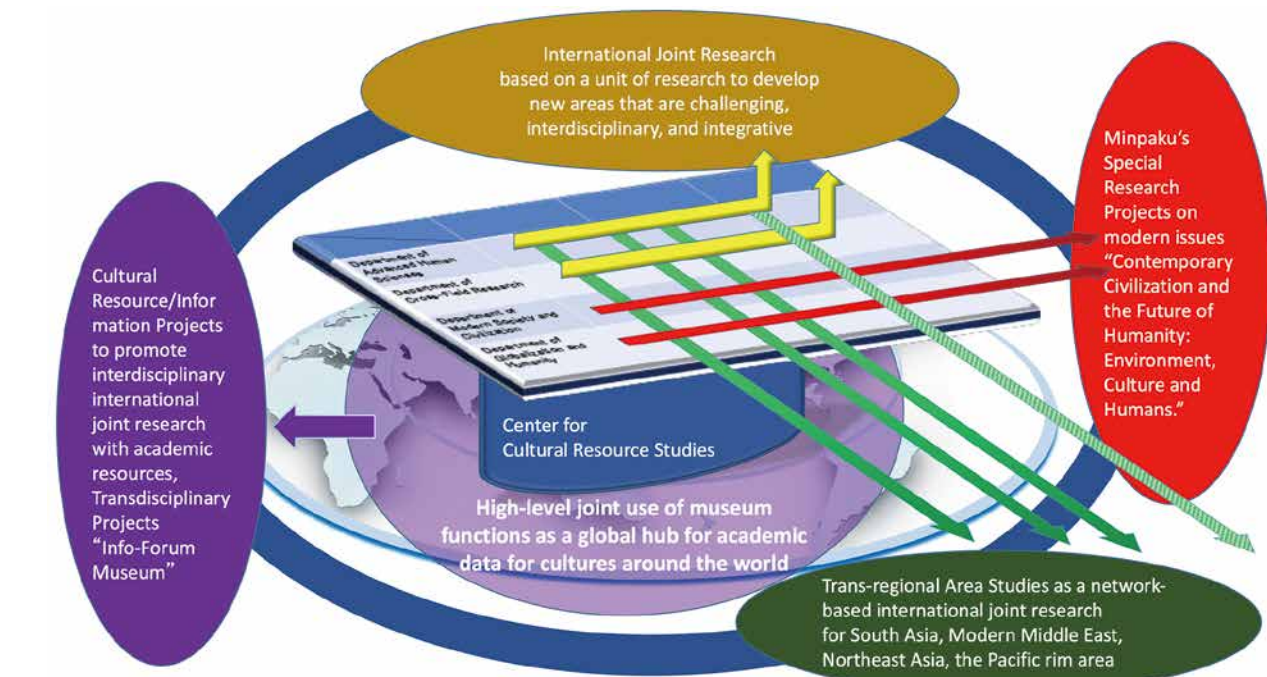 International Joint Research
based on a unit of research to develop
new areas that are challenging,
interdisciplinary, and integrative
Minpaku's
Special
Research
Projects on
modern issues
"Contemporary
Civilization and
the Future of
Humanity:
Environment,
Culture and
Humans."
Cultural
Resource/Infor
mation Projects
to promote
interdisciplinary
international
joint research
with academic
resources,
Transdisciplinary
Projects
"Info-Forum
Museum"
Department of
Advanced Human
Sciences
Department of
Cross-Field Research
Department of
Modern Society and
Civilization
Department of
Globalization and
Humanity
Center for
Cultural Resource Studies
High-level joint use of museum
functions as a global hub for academic
data for cultures around the world
Trans-regional Area Studies as a network-
based international joint research
for South Asia, Modern Middle East,
Northeast Asia, the Pacific rim area